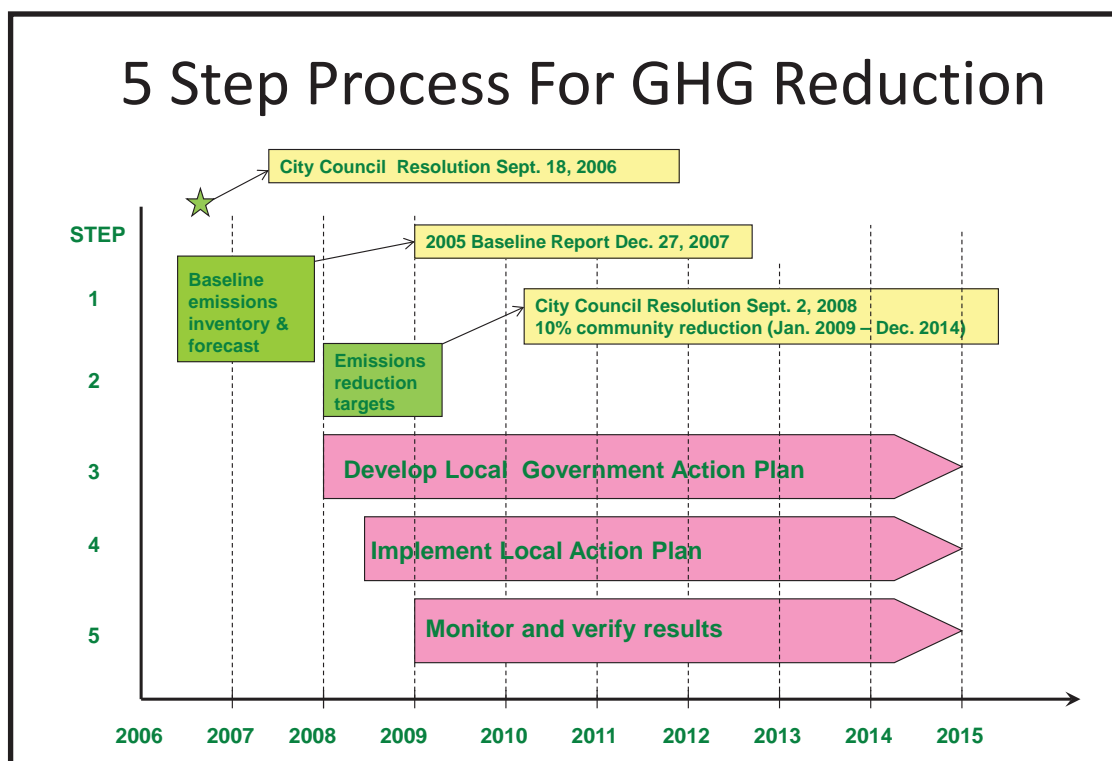 5 Step Process For GHG Reduction
City Council Resolution Sept. 18, 2006
STEP
2005 Baseline Report Dec. 27, 2007
1
Baseline
emissions
inventory &
forecast
City Council Resolution Sept. 2, 2008
10% community reduction (Jan. 2009 – Dec. 2014)
2
Emissions
reduction
targets
3
Develop Local Government Action Plan
4
Implement Local Action Plan
5
Monitor and verify results
2006 2007 2008 2009 2010 2011 2012 2013 2014 2015